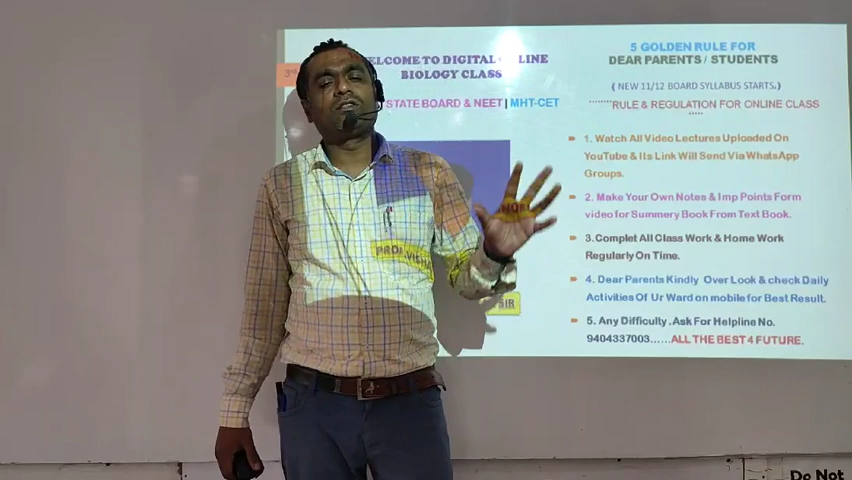 WELCOME TO DIGITAL ONLINE
BIOLOGY CLASS
STATE BOARD & NEET | MHT-CET
PROF.
SIR
5 GOLDEN RULE FOR
DEAR PARENTS / STUDENTS
( NEW 11/12 BOARD SYLLABUS STARTS.)
RULE & REGULATION FOR ONLINE CLASS
1. Watch All Video Lectures Uploaded On
YouTube & Its Link Will Send Via WhatsApp
Groups.
2. Make Your Own Notes & Imp Points Form
video for Summery Book From Text Book.
3. Complet All Class Work & Home Work
Regularly On Time.
4. Dear Parents Kindly Over Look & check Daily
Activities Of Ur Ward on mobile for Best Result.
5. Any Difficulty. Ask For Helpline No.
9404337003......ALL THE BEST 4 FUTURE.
Do Not